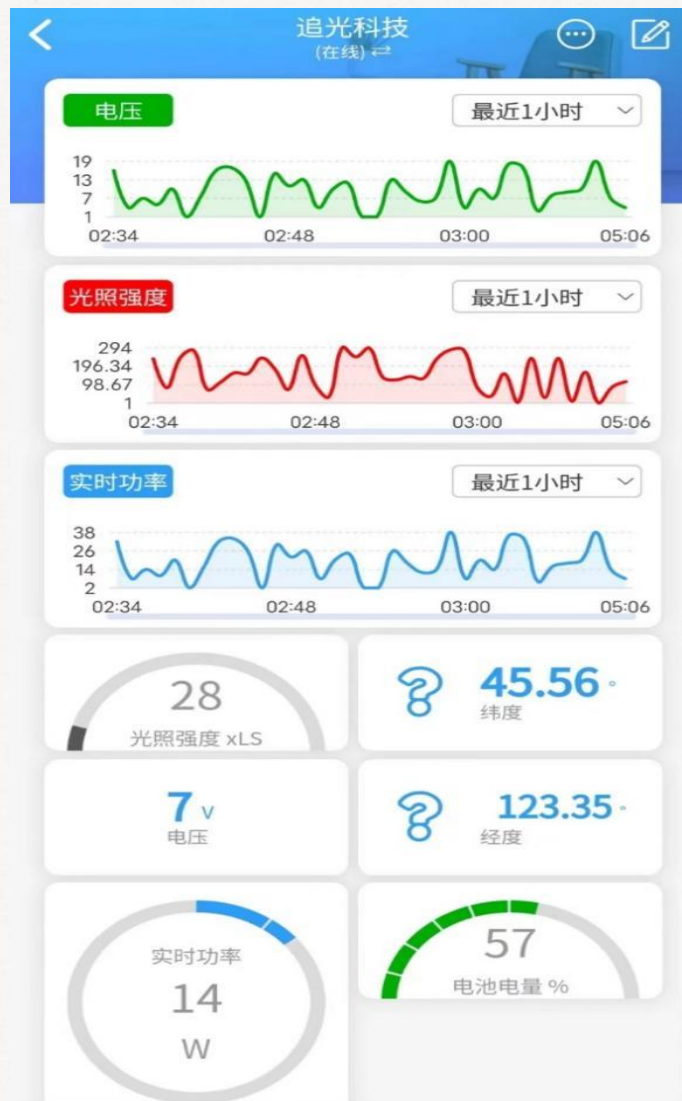 追光科技
(在线)
电压
最近1小时
19
13
7
1
02:34 02:48 03:00 05:06
光照强度
最近1小时
294
196.34
98.67
1
02:34 02:48 03:00 05:06
实时功率
最近1小时
38
26
14
2
02:34 02:48 03:00 05:06
28
光照强度 xLS
45.56 °
纬度
7 V
电压
123.35 °
经度
实时功率
14
W
57
电池电量 %